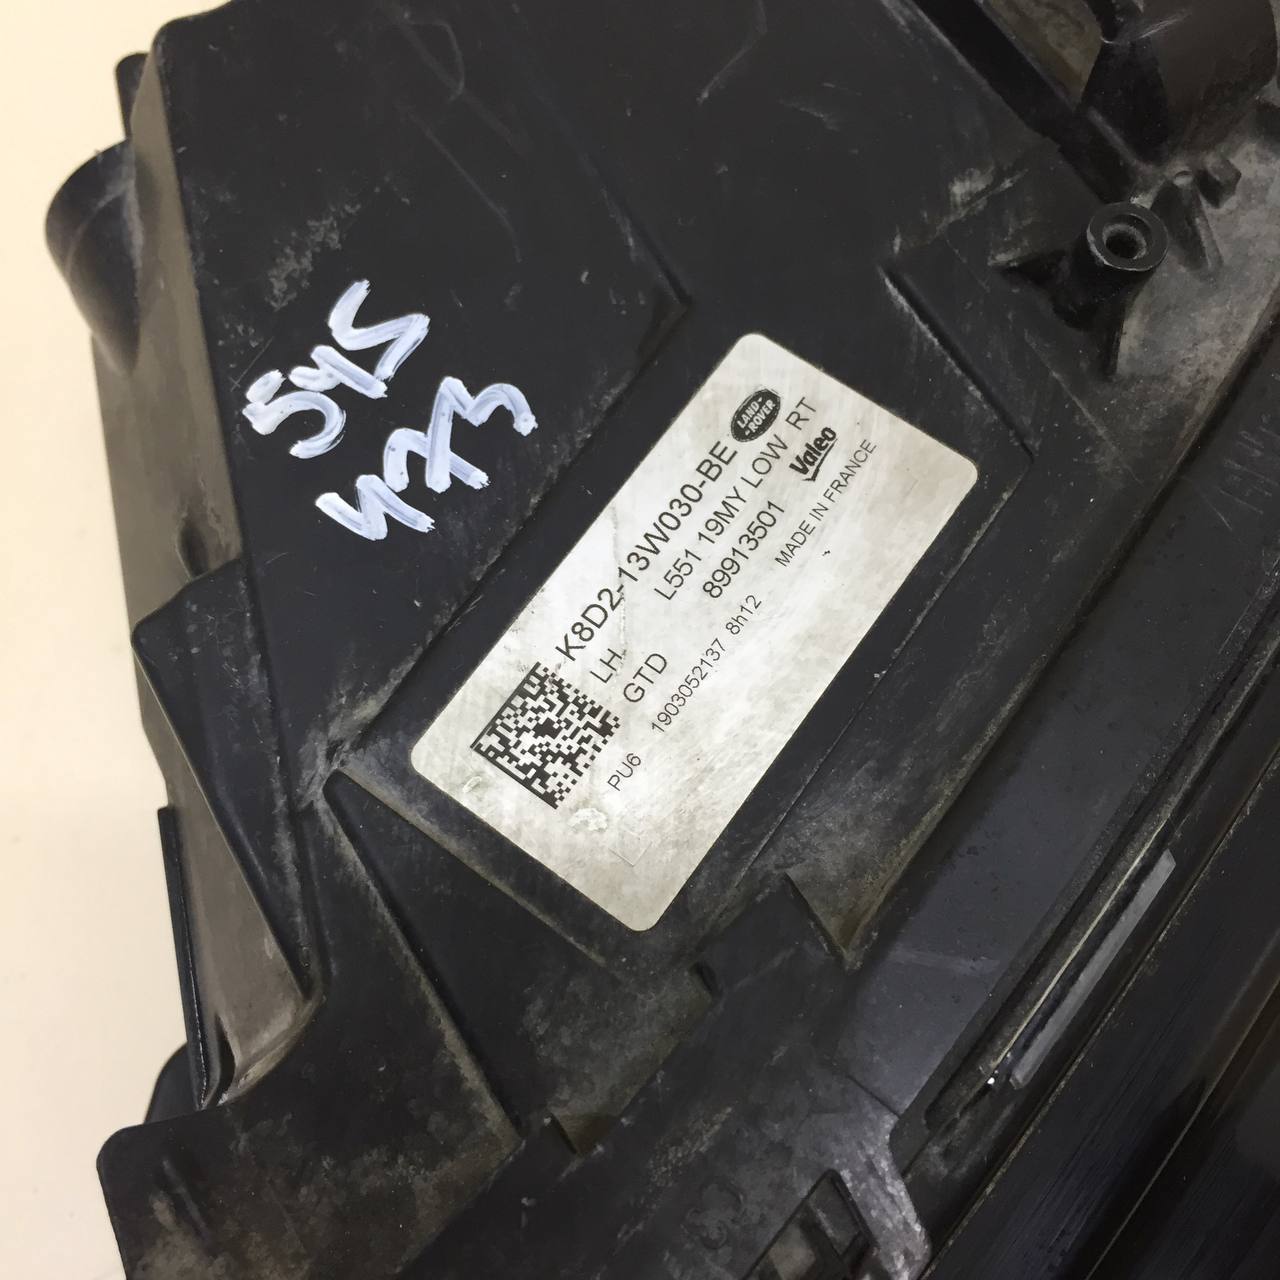 545
473
LAND-
-ROVER
K8D2-13W030-BE
LH L551 19MY LOW RT
GTD 89913501 Valeo
PU6 1903052137 8h12 MADE IN FRANCE